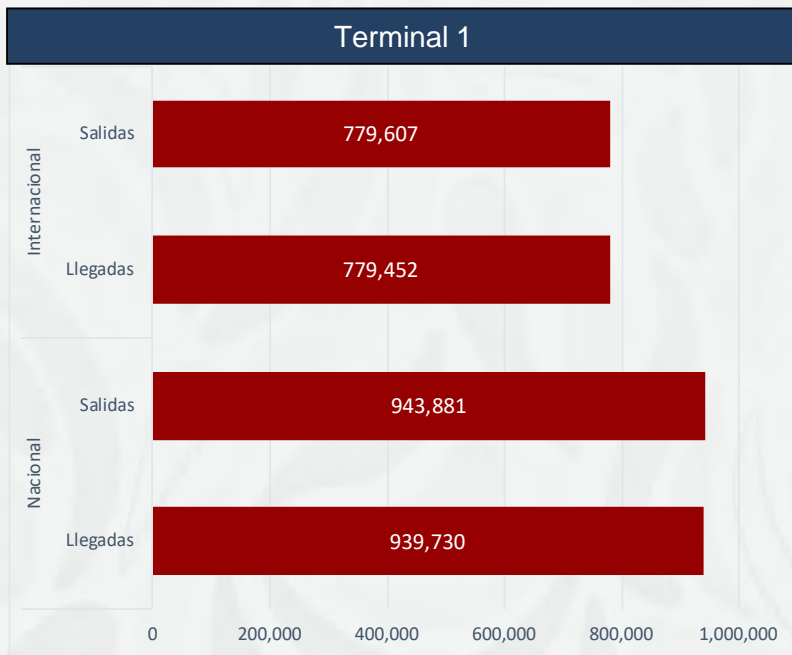 Terminal 1
Internacional
Salidas
779,607
Llegadas
779,452
Nacional
Salidas
943,881
Llegadas
939,730
0
200,000
400,000
600,000
800,000
1,000,000